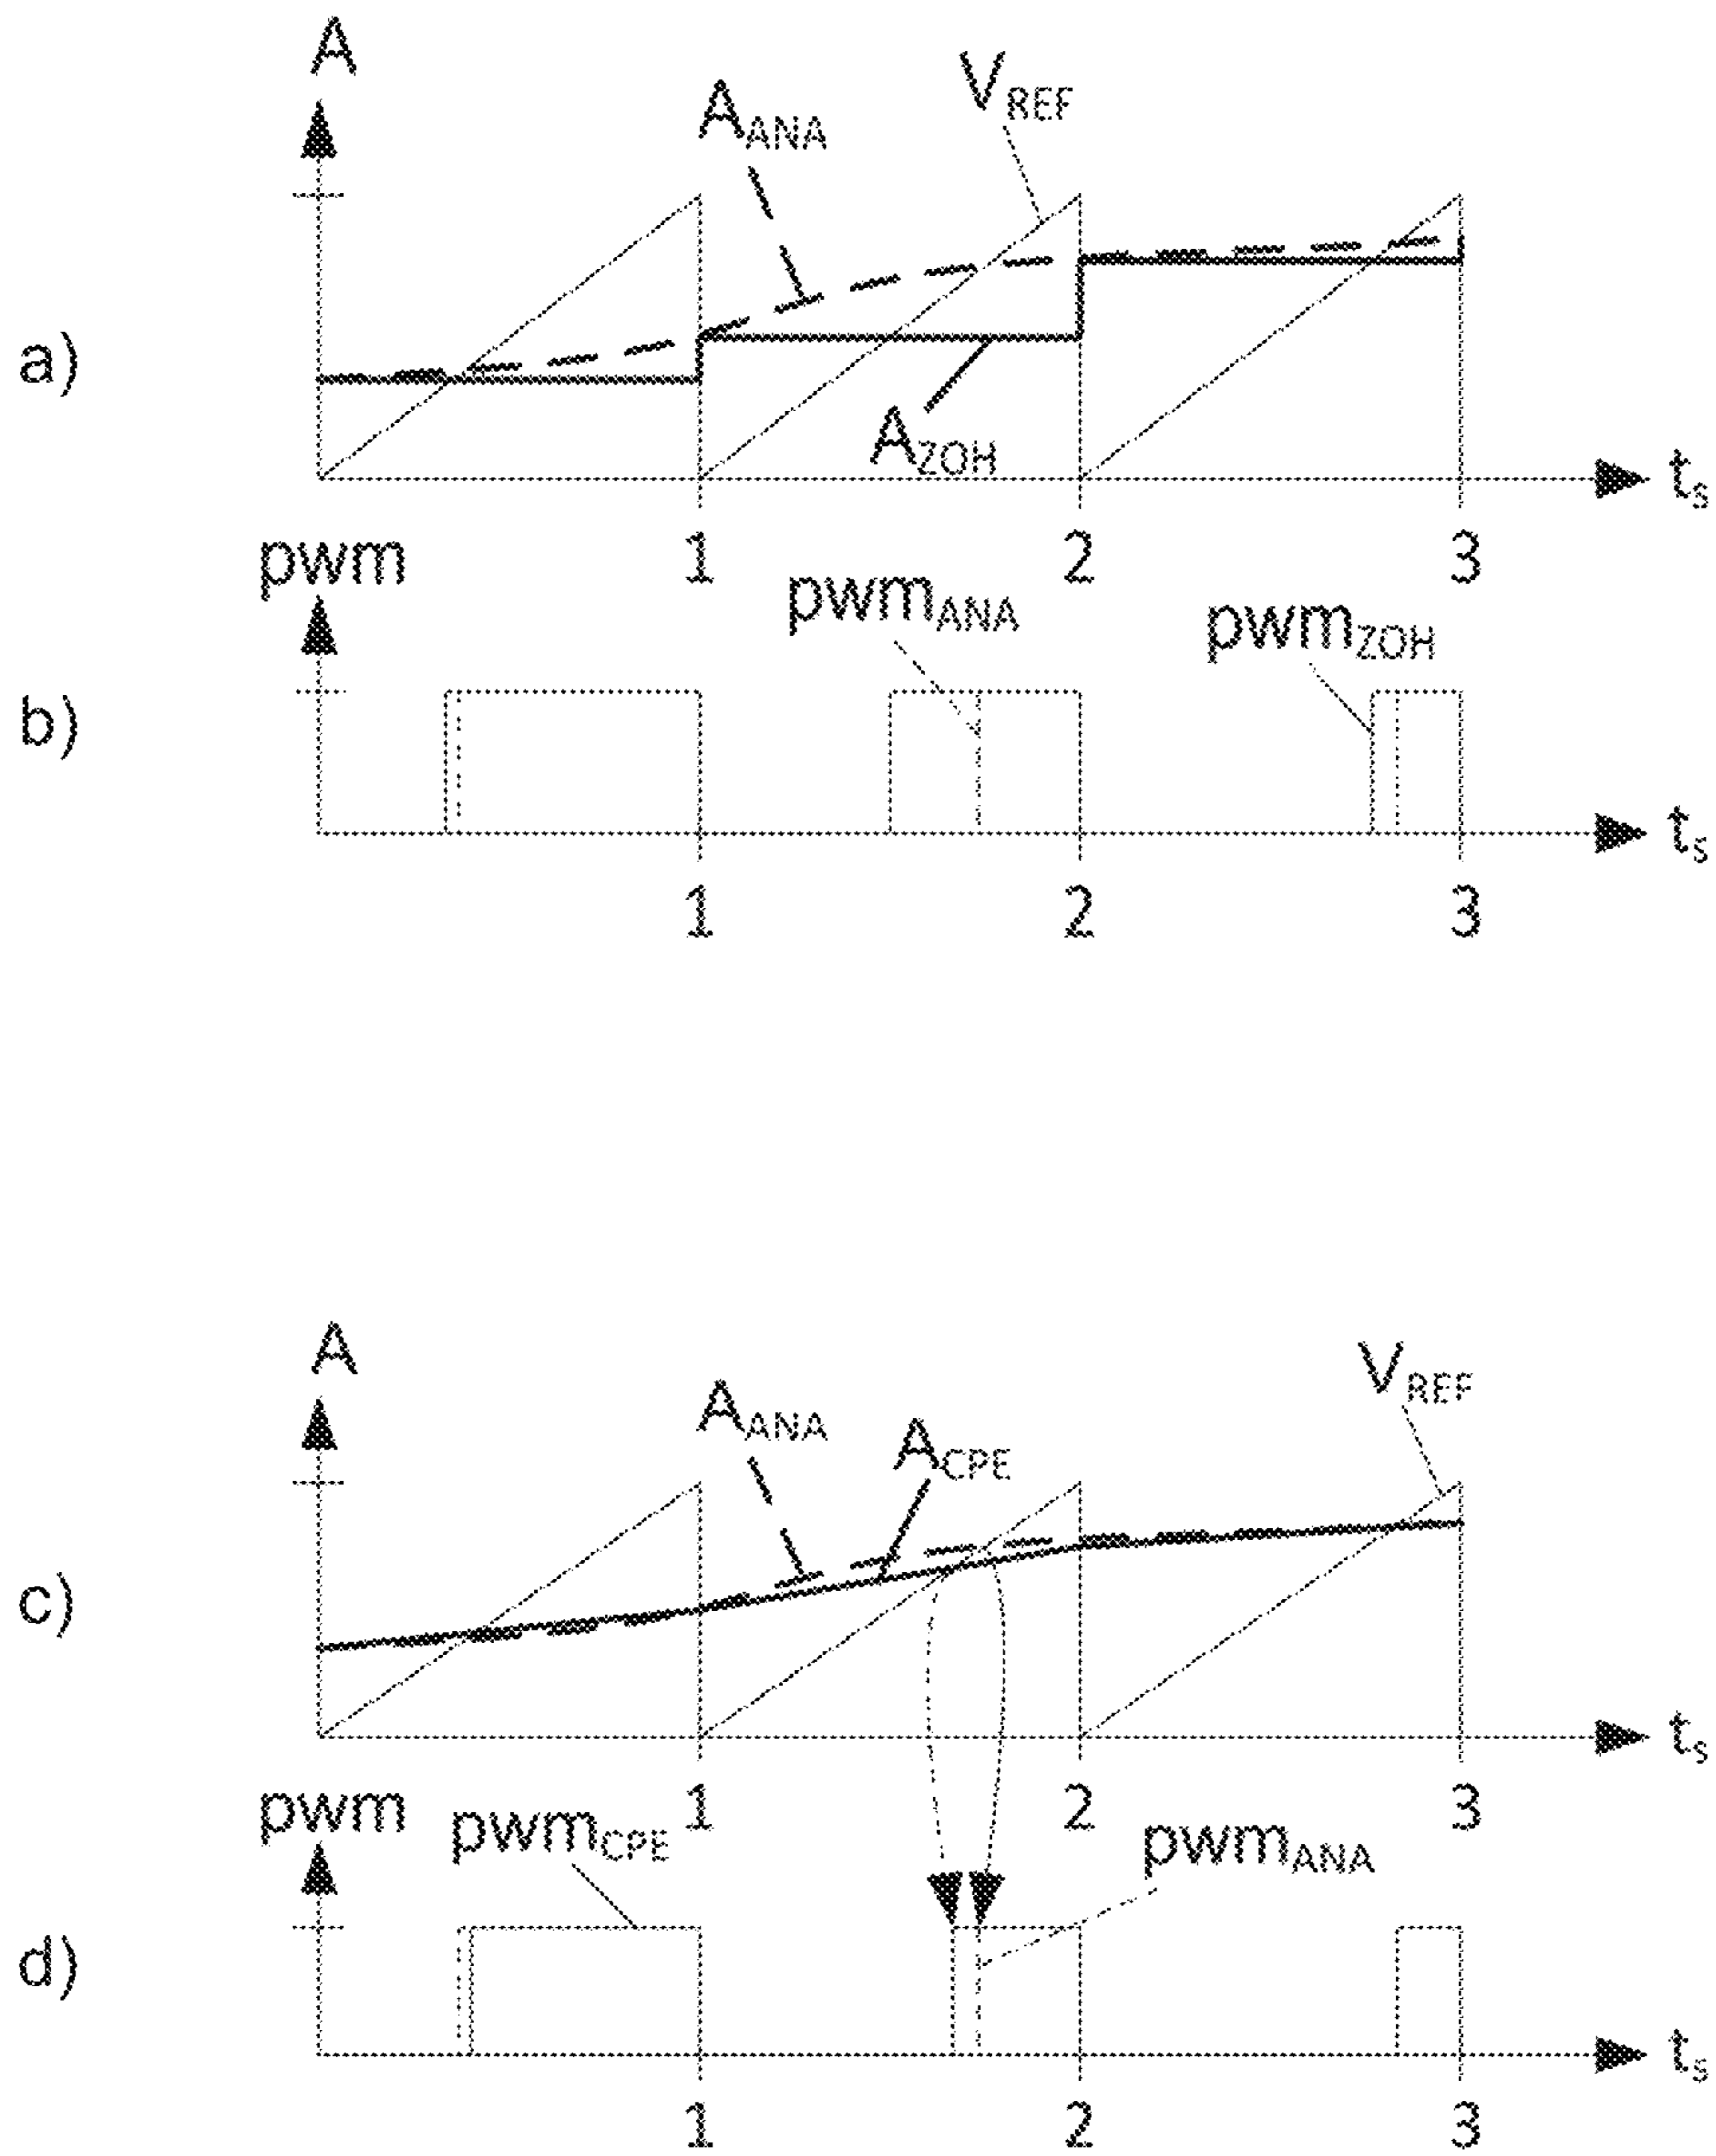 A
A_ANA
V_REF
a)
A_ZOH
t_s
1 2 3
pwm
pwm_ANA
pwm_ZOH
b)
t_s
1 2 3
A
A_ANA
A_CPE
V_REF
c)
t_s
1 2 3
pwm
pwm_CPE
pwm_ANA
d)
t_s
1 2 3